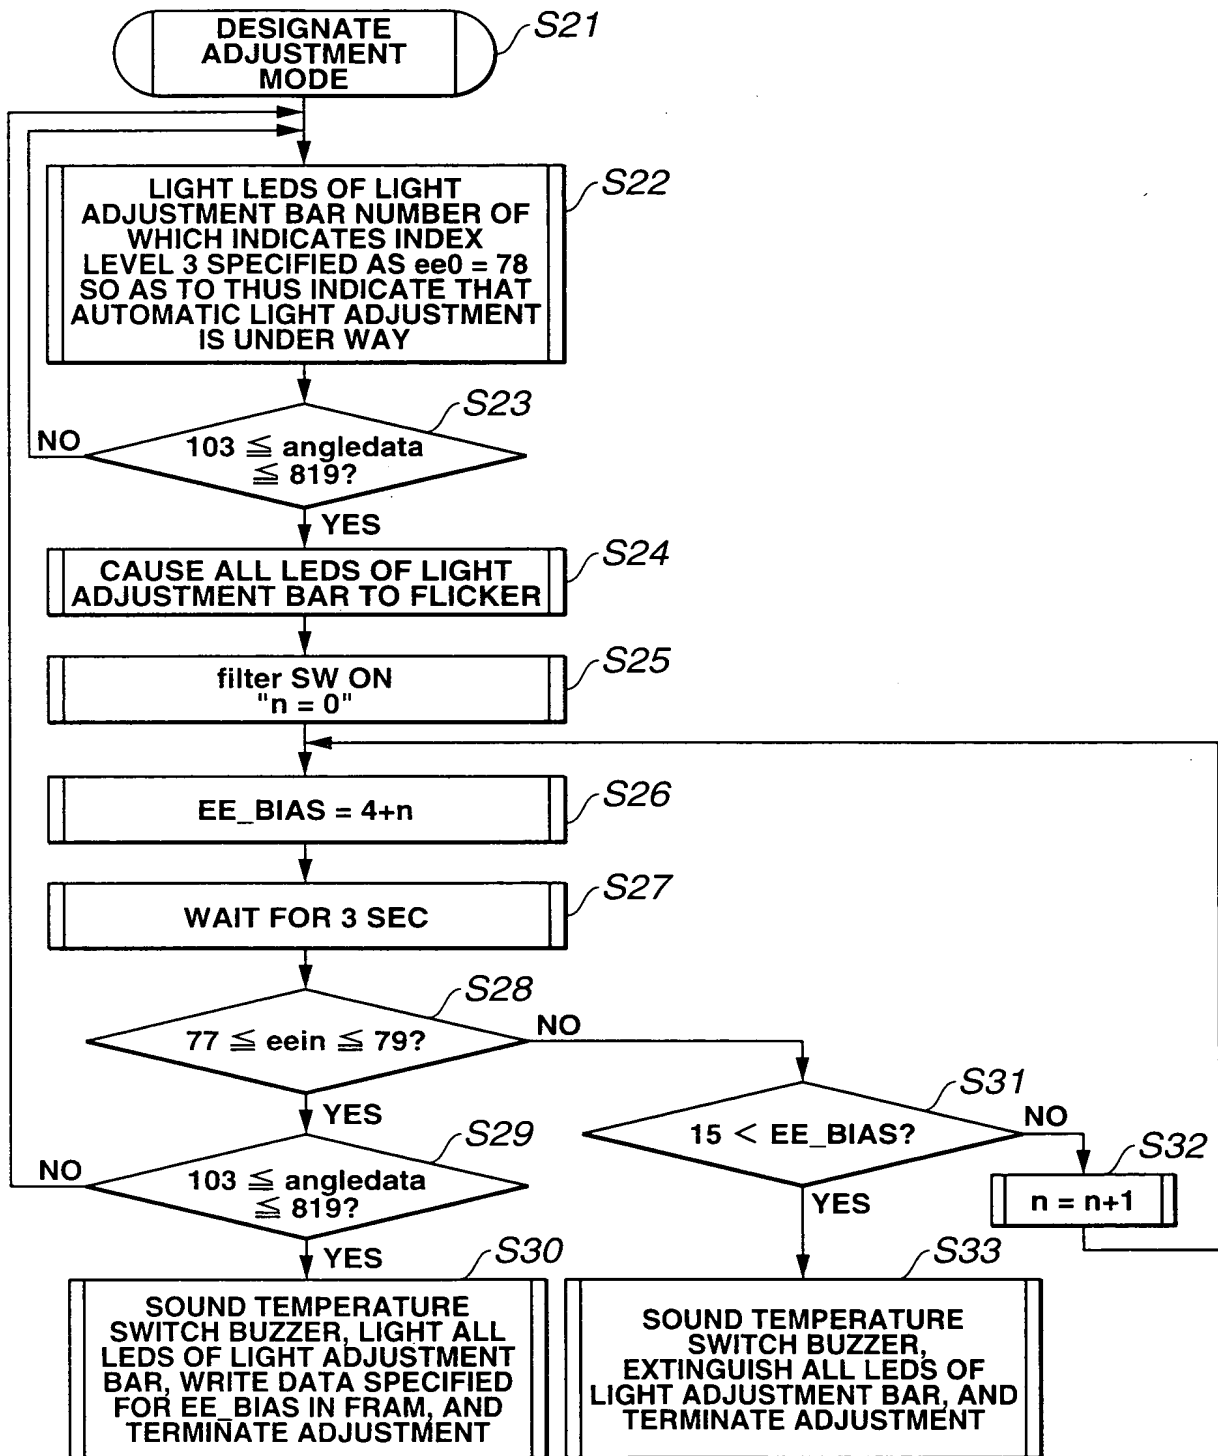 DESIGNATE
ADJUSTMENT
MODE
S21
LIGHT LEDS OF LIGHT
ADJUSTMENT BAR NUMBER OF
WHICH INDICATES INDEX
LEVEL 3 SPECIFIED AS ee0 = 78
SO AS TO THUS INDICATE THAT
AUTOMATIC LIGHT ADJUSTMENT
IS UNDER WAY
S22
S23
NO
103 ≦ angledata
≦ 819?
YES
S24
CAUSE ALL LEDS OF LIGHT
ADJUSTMENT BAR TO FLICKER
S25
filter SW ON
"n = 0"
S26
EE_BIAS = 4+n
S27
WAIT FOR 3 SEC
S28
77 ≦ eein ≦ 79?
NO
YES
S31
15 < EE_BIAS?
NO
YES
S32
n = n+1
S29
NO
103 ≦ angledata
≦ 819?
YES
S30
SOUND TEMPERATURE
SWITCH BUZZER, LIGHT ALL
LEDS OF LIGHT ADJUSTMENT
BAR, WRITE DATA SPECIFIED
FOR EE_BIAS IN FRAM, AND
TERMINATE ADJUSTMENT
S33
SOUND TEMPERATURE
SWITCH BUZZER,
EXTINGUISH ALL LEDS OF
LIGHT ADJUSTMENT BAR, AND
TERMINATE ADJUSTMENT